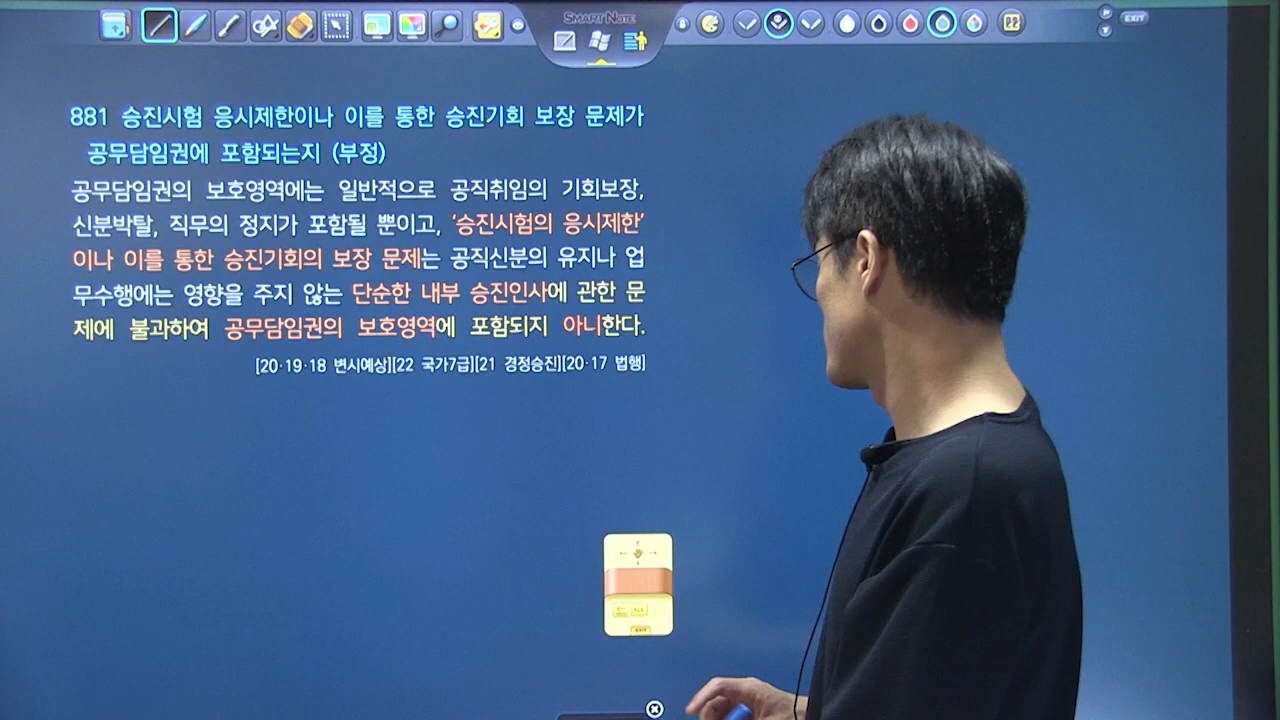 SMART NOTE
EXIT
881 승진시험 응시제한이나 이를 통한 승진기회 보장 문제가
공무담임권에 포함되는지 (부정)
공무담임권의 보호영역에는 일반적으로 공직취임의 기회보장,
신분박탈, 직무의 정지가 포함될 뿐이고, ‘승진시험의 응시제한’
이나 이를 통한 승진기회의 보장 문제는 공직신분의 유지나 업
무수행에는 영향을 주지 않는 단순한 내부 승진인사에 관한 문
제에 불과하여 공무담임권의 보호영역에 포함되지 아니한다.
[20·19·18 변시예상][22 국가7급][21 경정승진][20·17 법행]
ALL
EXIT